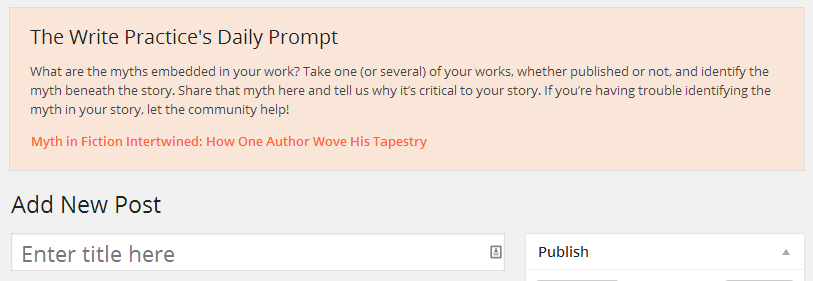 The Write Practice's Daily Prompt
What are the myths embedded in your work? Take one (or several) of your works, whether published or not, and identify the
myth beneath the story. Share that myth here and tell us why it’s critical to your story. If you’re having trouble identifying the
myth in your story, let the community help!
Myth in Fiction Intertwined: How One Author Wove His Tapestry
Add New Post
Enter title here
Publish